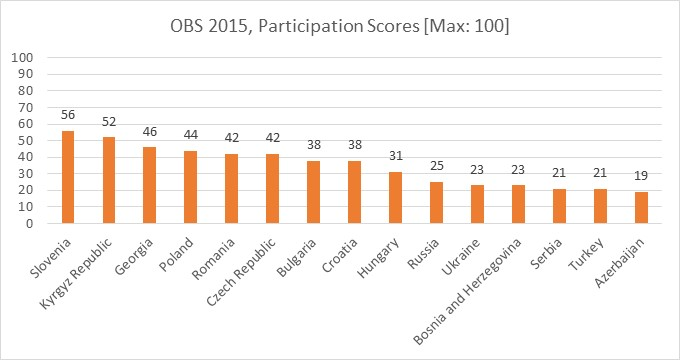 OBS 2015, Participation Scores [Max: 100]
100
90
80
70
60
50
40
30
20
10
0
56
52
46
44
42
42
38
38
31
25
23
23
21
21
19
Slovenia
Kyrgyz Republic
Georgia
Poland
Romania
Czech Republic
Bulgaria
Croatia
Hungary
Russia
Ukraine
Bosnia and Herzegovina
Serbia
Turkey
Azerbaijan